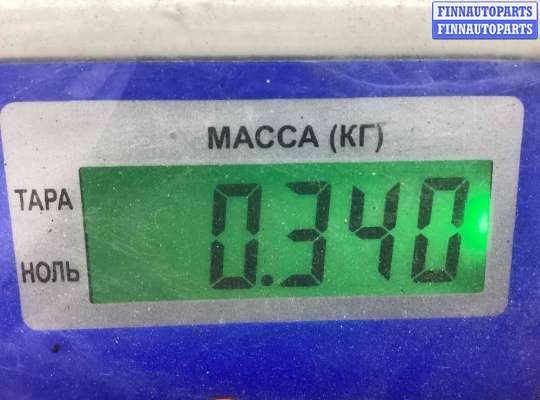 FINNAUTOPARTS
FINNAUTOPARTS
МАССА (КГ)
ТАРА
0.340
НОЛЬ